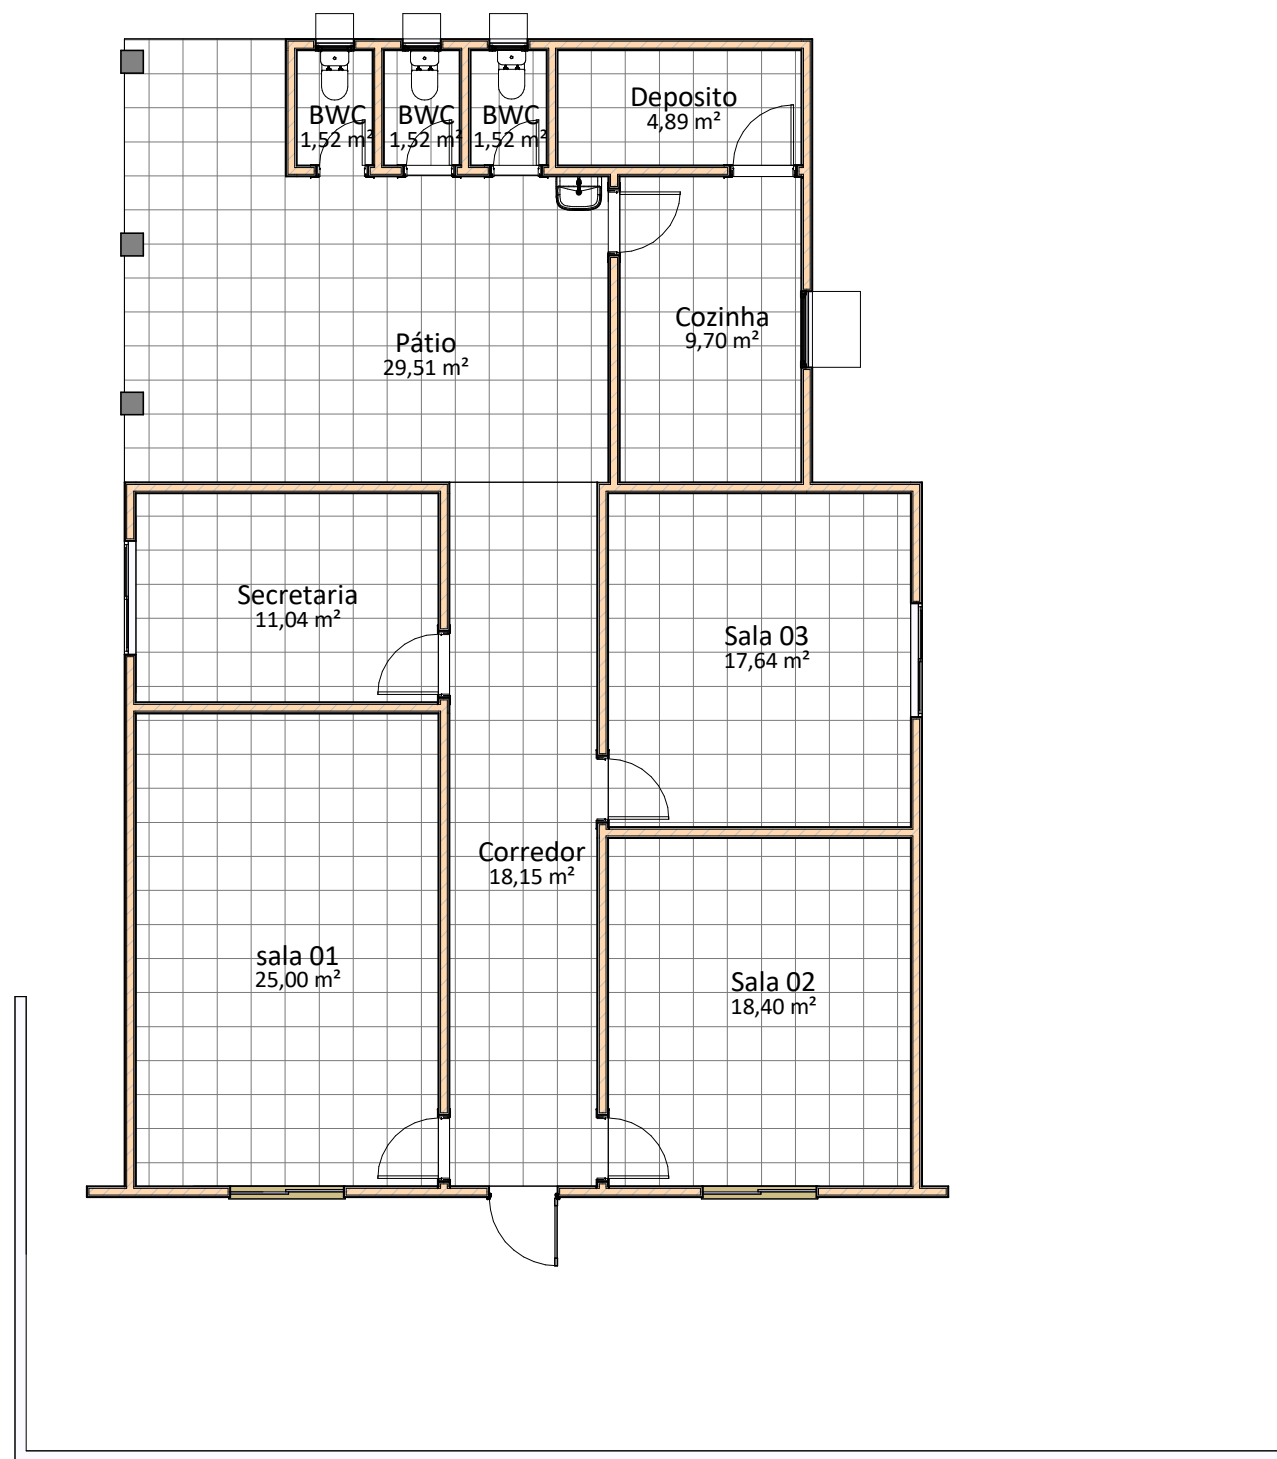 BWC
1,52 m²
BWC
1,52 m²
BWC
1,52 m²
Deposito
4,89 m²
Cozinha
9,70 m²
Pátio
29,51 m²
Secretaria
11,04 m²
Sala 03
17,64 m²
Corredor
18,15 m²
sala 01
25,00 m²
Sala 02
18,40 m²